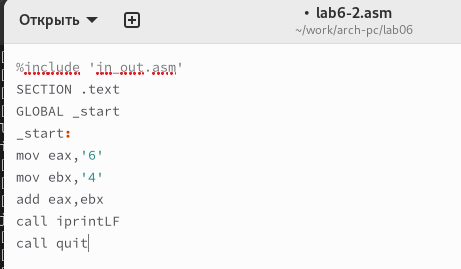 Открыть
• lab6-2.asm
~/work/arch-pc/lab06
%include 'in_out.asm'
SECTION .text
GLOBAL _start
_start:
mov eax,'6'
mov ebx,'4'
add eax,ebx
call iprintLF
call quit